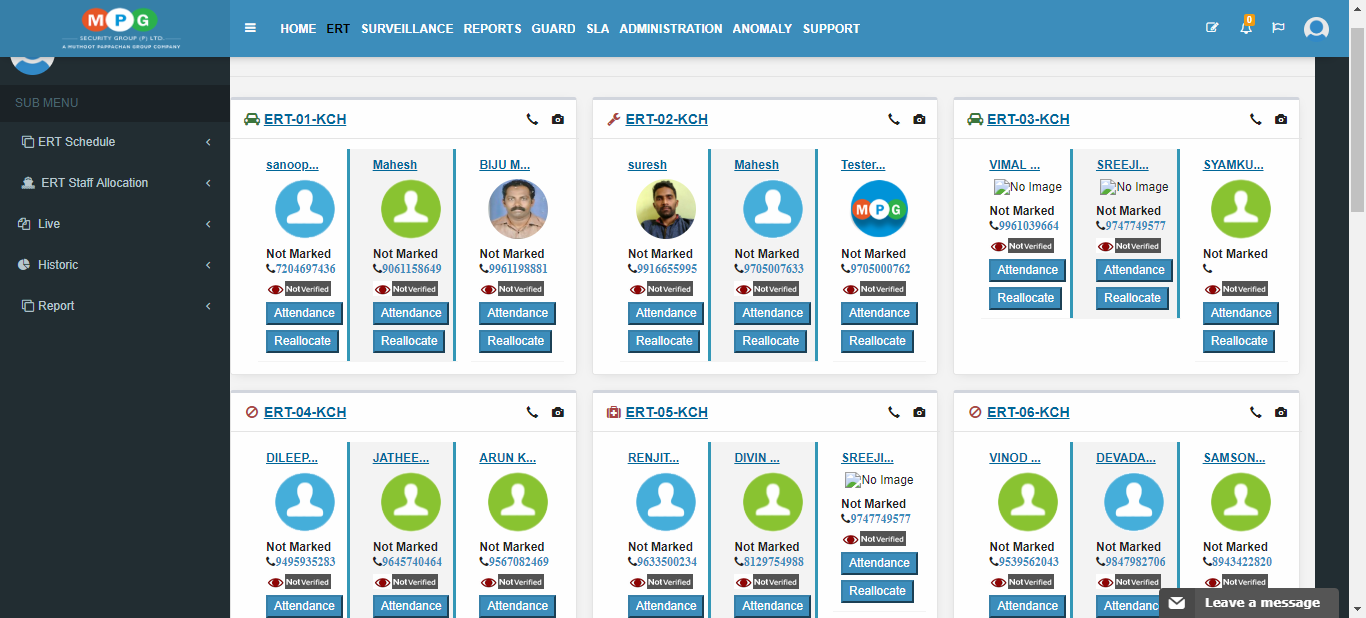 MPG
SECURITY GROUP (P) LTD.
A MUTHOOT PAPPACHAN GROUP COMPANY
HOME ERT SURVEILLANCE REPORTS GUARD SLA ADMINISTRATION ANOMALY SUPPORT
0
SUB MENU
ERT Schedule
ERT Staff Allocation
Live
Historic
Report
ERT-01-KCH
sanoop...
Not Marked
7204697436
Not Verified
Attendance
Reallocate
Mahesh
Not Marked
9061158649
Not Verified
Attendance
Reallocate
BIJU M...
Not Marked
9961198881
Not Verified
Attendance
Reallocate
ERT-02-KCH
suresh
Not Marked
9916655995
Not Verified
Attendance
Reallocate
Mahesh
Not Marked
9705007633
Not Verified
Attendance
Reallocate
Tester...
MPG
Not Marked
9705000762
Not Verified
Attendance
Reallocate
ERT-03-KCH
VIMAL ...
No Image
Not Marked
9961039664
Not Verified
Attendance
Reallocate
SREEJI...
No Image
Not Marked
9747749577
Not Verified
Attendance
Reallocate
SYAMKU...
Not Marked
Not Verified
Attendance
Reallocate
ERT-04-KCH
DILEEP...
Not Marked
9495935283
Not Verified
Attendance
JATHEE...
Not Marked
9645740464
Not Verified
Attendance
ARUN K...
Not Marked
9567082469
Not Verified
Attendance
ERT-05-KCH
RENJIT...
Not Marked
9633500234
Not Verified
Attendance
DIVIN ...
Not Marked
8129754988
Not Verified
Attendance
SREEJI...
No Image
Not Marked
9747749577
Not Verified
Attendance
Reallocate
ERT-06-KCH
VINOD ...
Not Marked
9539562043
Not Verified
Attendance
DEVADA...
Not Marked
9847982706
Not Verified
Attendanc
SAMSON...
Not Marked
8943422820
Not Verified
Leave a message